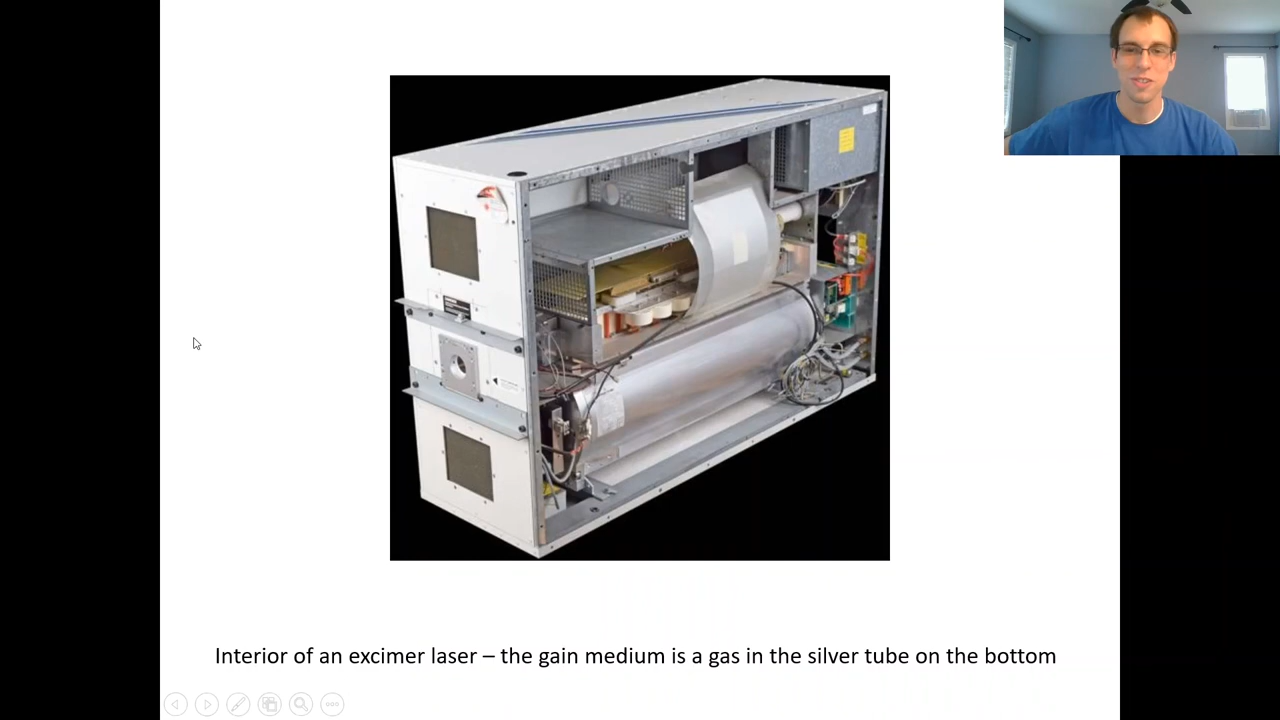 Interior of an excimer laser – the gain medium is a gas in the silver tube on the bottom